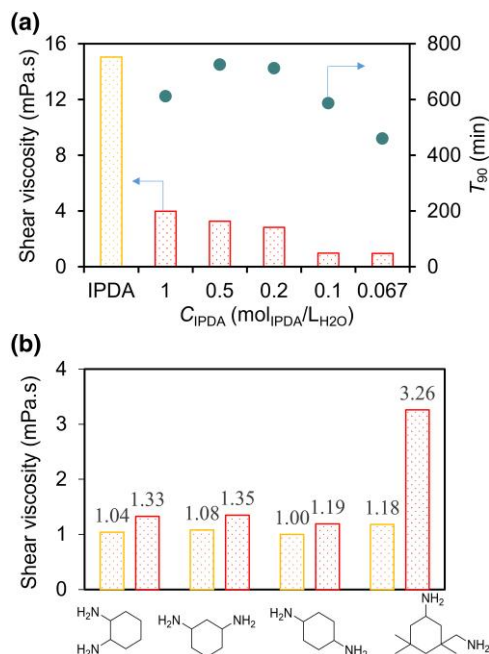 (a)
16
12
8
4
0
Shear viscosity (mPa.s)
800
600
400
200
0
T90 (min)
IPDA 1 0.5 0.2 0.1 0.067
CIPDA (molIPDA/LH2O)
(b)
4
3
2
1
0
Shear viscosity (mPa.s)
1.04 1.33 1.08 1.35 1.00 1.19 1.18 3.26
NH2
NH2
H2N
NH2
H2N
NH2
NH2
NH2